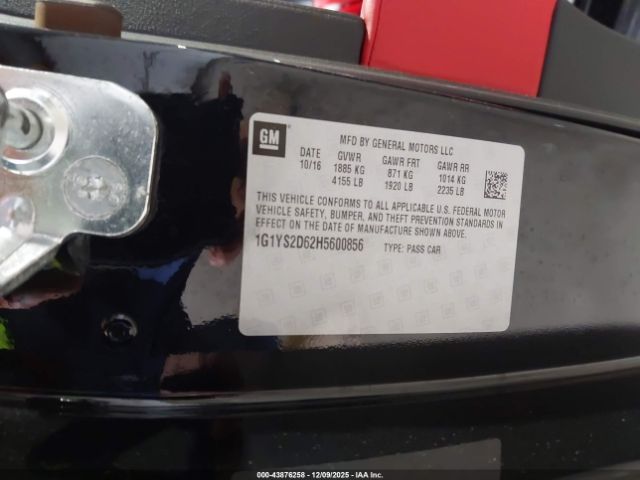 GM
MFD BY GENERAL MOTORS LLC
DATE GVWR GAWR FRT GAWR RR
10/16 1885 KG 871 KG 1014 KG
4155 LB 1920 LB 2235 LB
THIS VEHICLE CONFORMS TO ALL APPLICABLE U.S. FEDERAL MOTOR
VEHICLE SAFETY, BUMPER, AND THEFT PREVENTION STANDARDS IN
EFFECT ON THE DATE OF MANUFACTURE SHOWN ABOVE.
1G1YS2D62H5600856 TYPE: PASS CAR
000-43876258 - 12/09/2025 - IAA Inc.